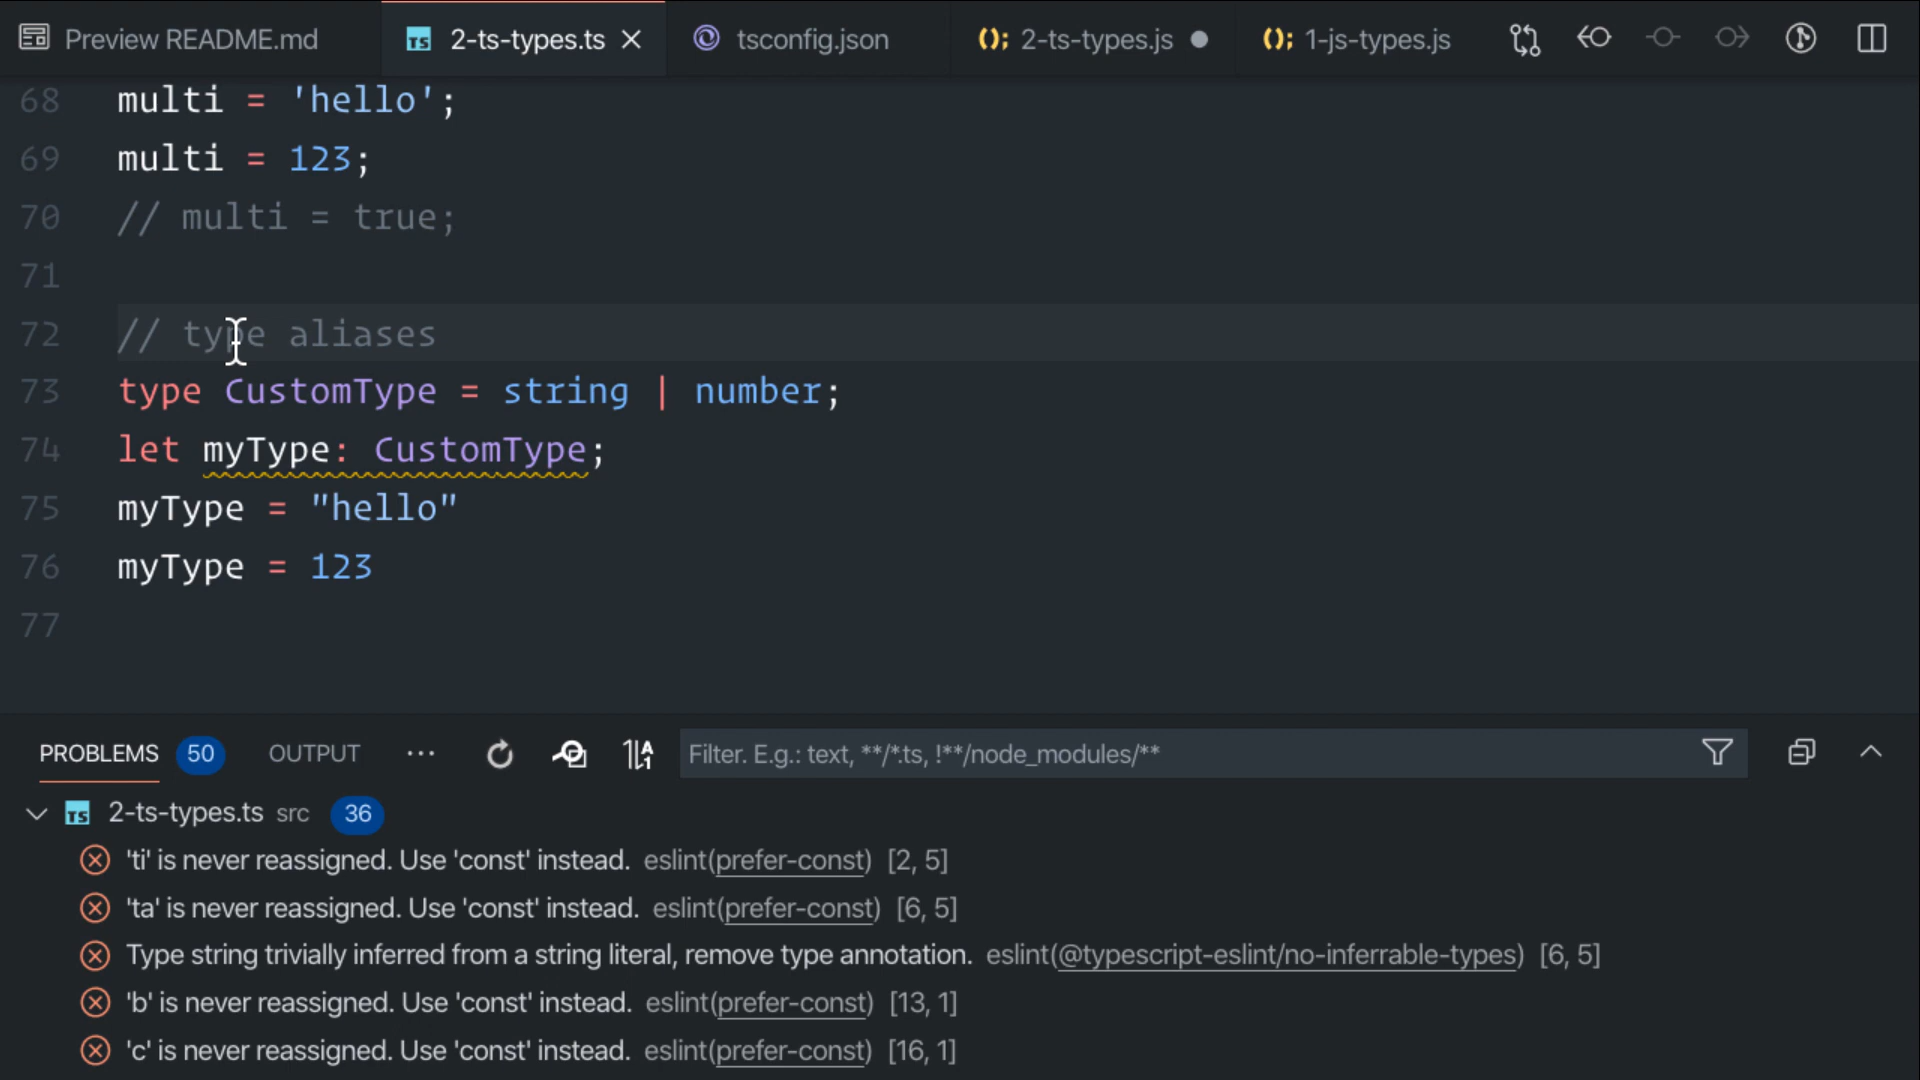 Preview README.md
TS 2-ts-types.ts
tsconfig.json
(); 2-ts-types.js
(); 1-js-types.js
68 multi = 'hello';
69 multi = 123;
70 // multi = true;
71
72 // type aliases
73 type CustomType = string | number;
74 let myType: CustomType;
75 myType = "hello"
76 myType = 123
77
PROBLEMS 50 OUTPUT ··· Filter. E.g.: text, **/*.ts, !**/node_modules/**
TS 2-ts-types.ts src 36
'ti' is never reassigned. Use 'const' instead. eslint(prefer-const) [2, 5]
'ta' is never reassigned. Use 'const' instead. eslint(prefer-const) [6, 5]
Type string trivially inferred from a string literal, remove type annotation. eslint(@typescript-eslint/no-inferrable-types) [6, 5]
'b' is never reassigned. Use 'const' instead. eslint(prefer-const) [13, 1]
'c' is never reassigned. Use 'const' instead. eslint(prefer-const) [16, 1]